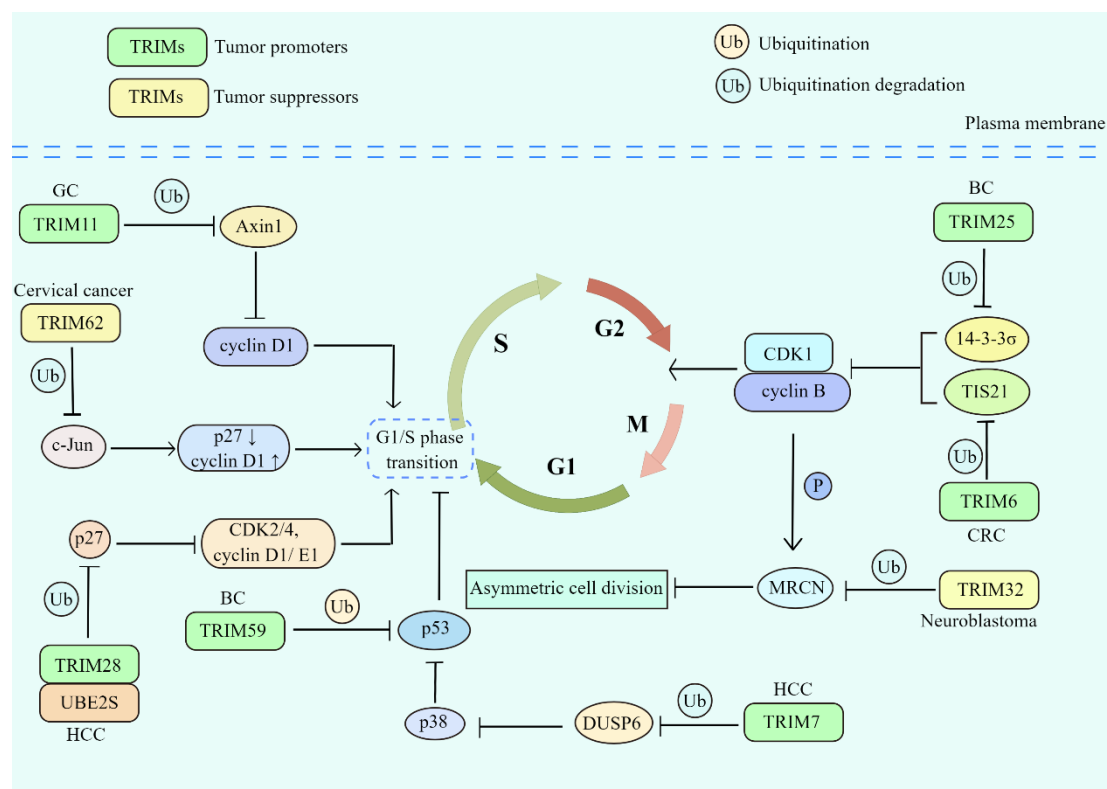 TRIMs Tumor promoters
TRIMs Tumor suppressors
Ub Ubiquitination
Ub Ubiquitination degradation
Plasma membrane
GC
TRIM11
Ub
Axin1
cyclin D1
Cervical cancer
TRIM62
Ub
c-Jun
p27 ↓
cyclin D1 ↑
G1/S phase
transition
S
G2
M
G1
CDK1
cyclin B
BC
TRIM25
Ub
14-3-3σ
TIS21
Ub
TRIM6
CRC
P
p27
CDK2/4,
cyclin D1/ E1
Ub
TRIM28
UBE2S
HCC
BC
TRIM59
Ub
p53
Asymmetric cell division
MRCN
Ub
TRIM32
Neuroblastoma
p38
DUSP6
Ub
HCC
TRIM7